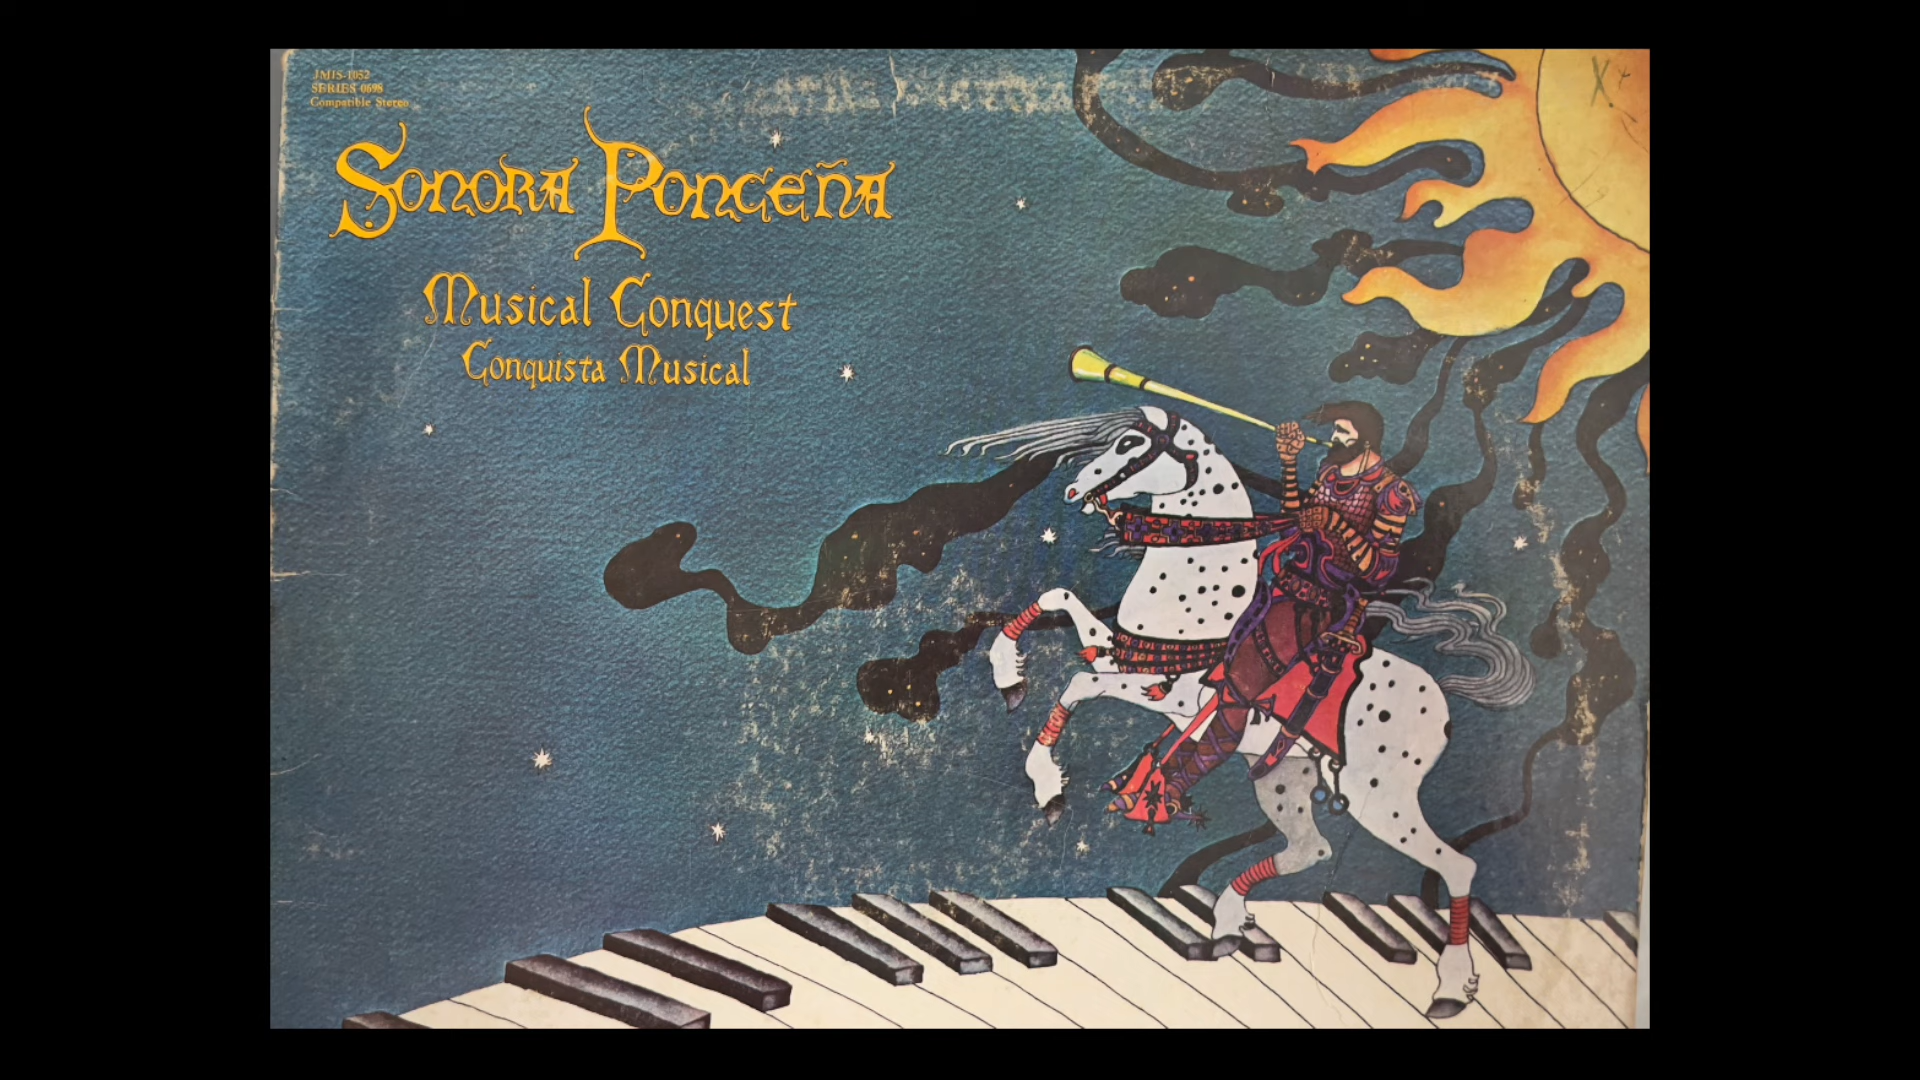 JMIS-1052
SERIES 0698
Compatible Stereo
Sonora Ponceña
Musical Conquest
Conquista Musical